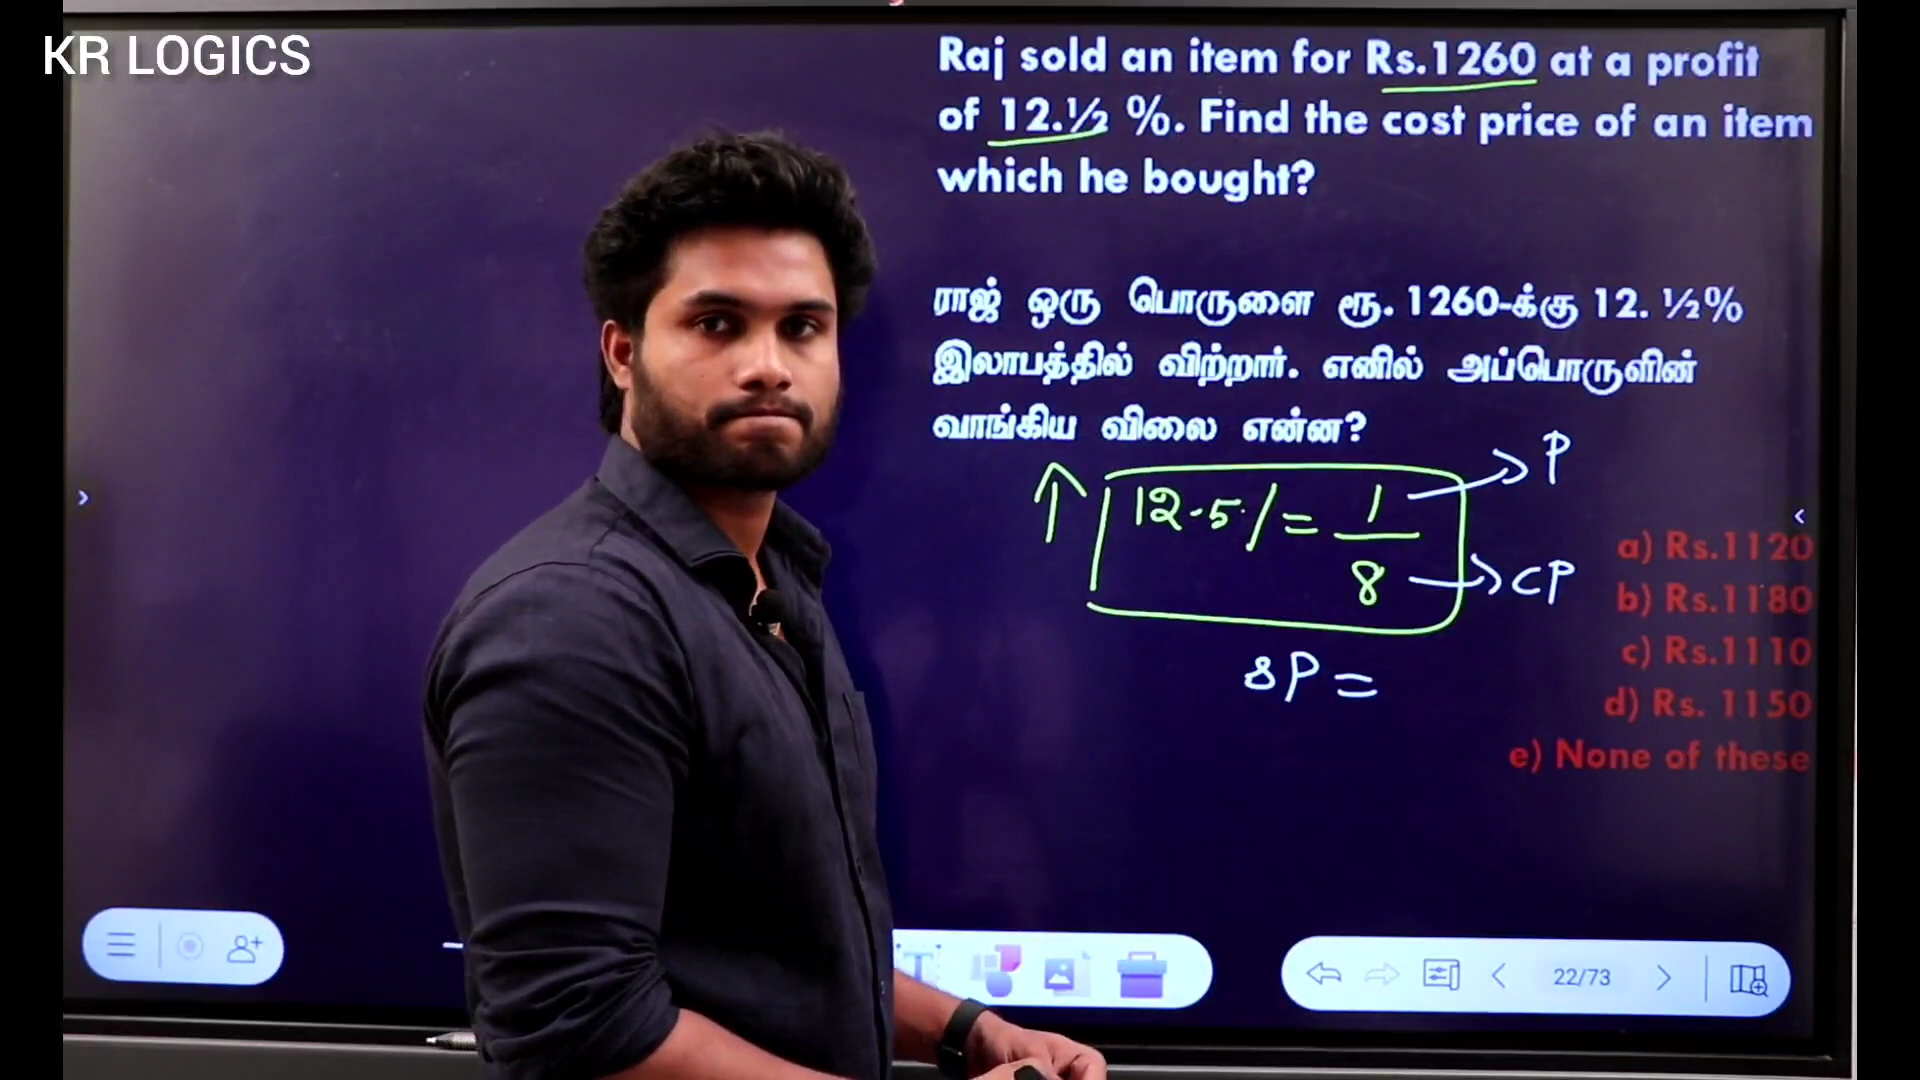 KR LOGICS
Raj sold an item for Rs.1260 at a profit
of 12.½ %. Find the cost price of an item
which he bought?
ராஜ் ஒரு பொருளை ரூ. 1260-க்கு 12. ½%
இலாபத்தில் விற்றார். எனில் அப்பொருளின்
வாங்கிய விலை என்ன?
12.5% = 1/8
P
CP
SP =
a) Rs.1120
b) Rs.1180
c) Rs.1110
d) Rs. 1150
e) None of these
22/73